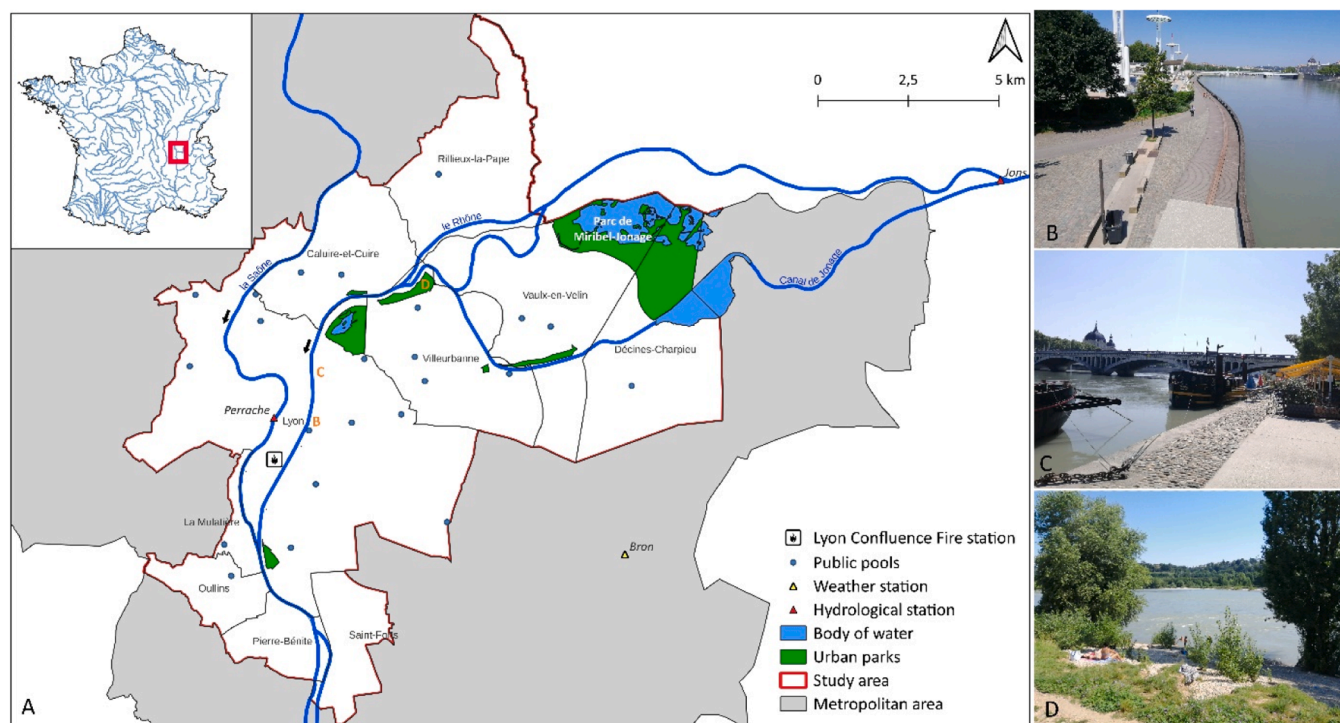 0 2,5 5 km
Rillieux-la-Pape
Jons
le Rhône
Parc de
Miribel-Jonage
Caluire-et-Cuire
la Saône
Canal de Jonage
D
Vaulx-en-Velin
Villeurbanne
Décines-Charpieu
C
Perrache
Lyon
B
La Mulatière
Bron
Oullins
Pierre-Bénite
Saint-Fons
Lyon Confluence Fire station
Public pools
Weather station
Hydrological station
Body of water
Urban parks
Study area
Metropolitan area
A
B
C
D